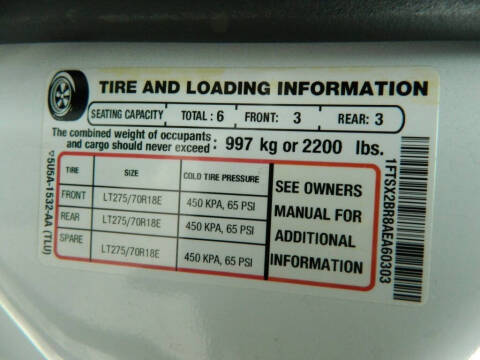 TIRE AND LOADING INFORMATION
SEATING CAPACITY TOTAL : 6 FRONT: 3 REAR: 3
The combined weight of occupants
and cargo should never exceed : 997 kg or 2200 lbs.
TIRE SIZE COLD TIRE PRESSURE
FRONT LT275/70R18E 450 KPA, 65 PSI
REAR LT275/70R18E 450 KPA, 65 PSI
SPARE LT275/70R18E 450 KPA, 65 PSI
SEE OWNERS
MANUAL FOR
ADDITIONAL
INFORMATION
5U5A-1532-AA (TLU)
1FTSX2BR8AEA60303